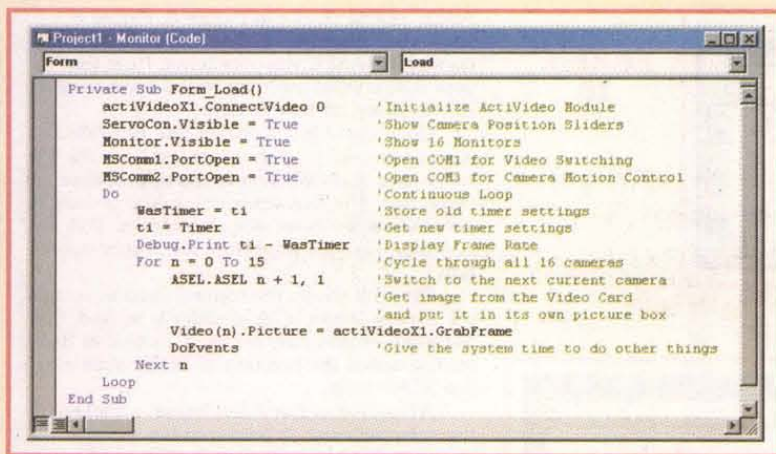 Project1 - Monitor (Code)
Form Load
Private Sub Form_Load()
actiVideoX1.ConnectVideo 0 'Initialize ActiVideo Module
ServoCon.Visible = True 'Show Camera Position Sliders
Monitor.Visible = True 'Show 16 Monitors
MSComm1.PortOpen = True 'Open COM1 for Video Switching
MSComm2.PortOpen = True 'Open COM3 for Camera Motion Control
Do 'Continuous Loop
WasTimer = ti 'Store old timer settings
ti = Timer 'Get new timer settings
Debug.Print ti - WasTimer 'Display Frame Rate
For n = 0 To 15 'Cycle through all 16 cameras
ASEL.ASEL n + 1, 1 'Switch to the next current camera
'Get image from the Video Card
'and put it in its own picture box
Video(n).Picture = actiVideoX1.GrabFrame
DoEvents 'Give the system time to do other things
Next n
Loop
End Sub